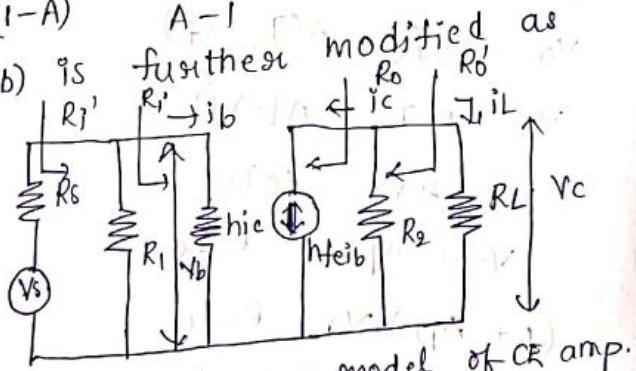 (1-A) A-1
b) is further modified as
Ri' Ri' → ib Ro ic Ro' iL
Rs R1 Vb hie hfeib R2 RL Vc
Vs
model of CE amp.